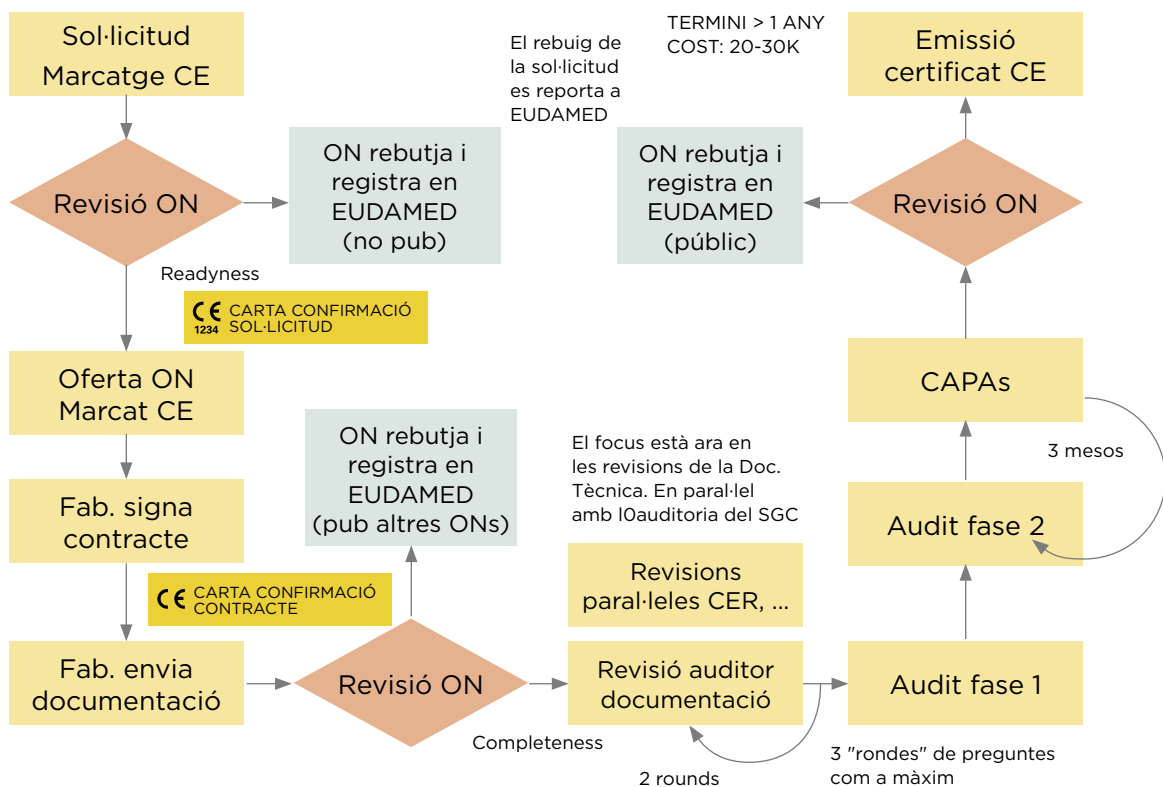 Sol·licitud
Marcatge CE
El rebuig de
la sol·licitud
es reporta a
EUDAMED
TERMINI > 1 ANY
COST: 20-30K
Emissió
certificat CE
Revisió ON
ON rebutja i
registra en
EUDAMED
(no pub)
ON rebutja i
registra en
EUDAMED
(públic)
Revisió ON
Readyness
CE
1234
CARTA CONFIRMACIÓ
SOL·LICITUD
Oferta ON
Marcat CE
ON rebutja i
registra en
EUDAMED
(pub altres ONs)
El focus està ara en
les revisions de la Doc.
Tècnica. En paral·lel
amb l0auditoria del SGC
CAPAs
3 mesos
Fab. signa
contracte
Audit fase 2
CE CARTA CONFIRMACIÓ
CONTRACTE
Revisions
paral·leles CER, ...
Fab. envia
documentació
Revisió ON
Revisió auditor
documentació
Audit fase 1
Completeness
2 rounds
3 "rondes" de preguntes
com a màxim